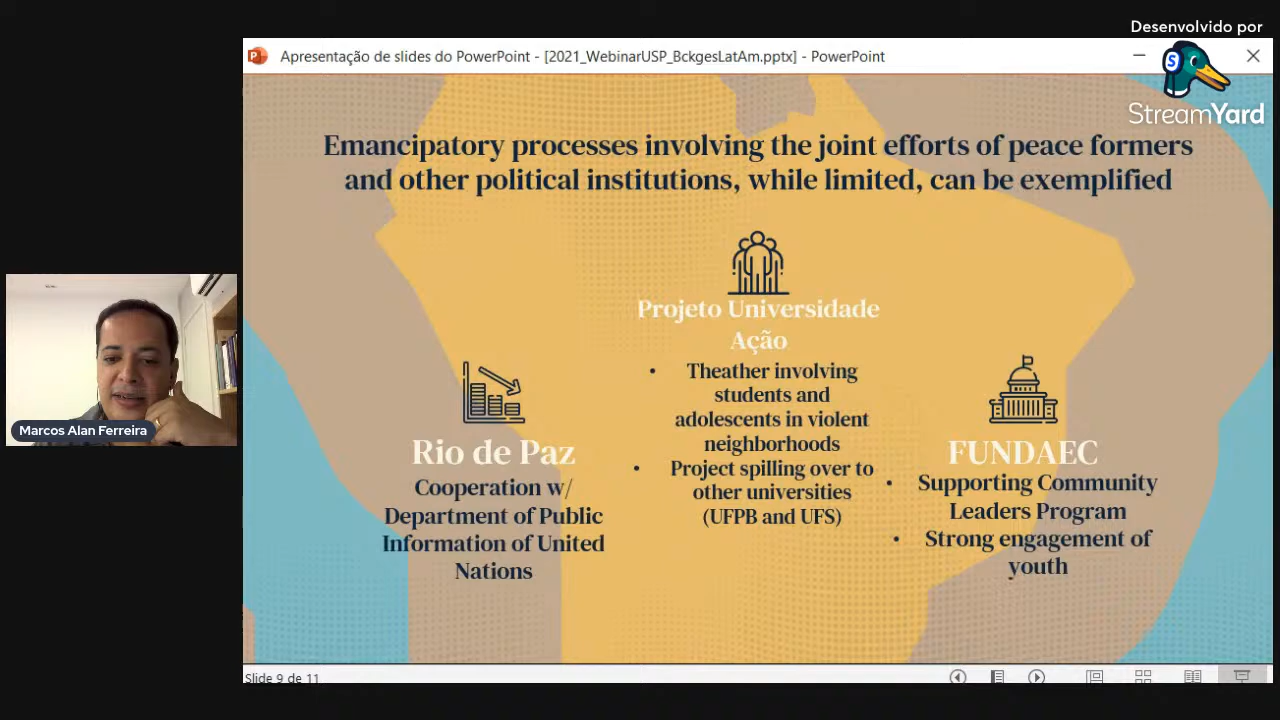 Desenvolvido por
StreamYard
Apresentação de slides do PowerPoint - [2021_WebinarUSP_BckgesLatAm.pptx] - PowerPoint
Emancipatory processes involving the joint efforts of peace formers
and other political institutions, while limited, can be exemplified
Rio de Paz
Cooperation w/
Department of Public
Information of United
Nations
Projeto Universidade
Ação
• Theather involving
students and
adolescents in violent
neighborhoods
• Project spilling over to
other universities
(UFPB and UFS)
FUNDAEC
• Supporting Community
Leaders Program
• Strong engagement of
youth
Marcos Alan Ferreira
Slide 9 de 11